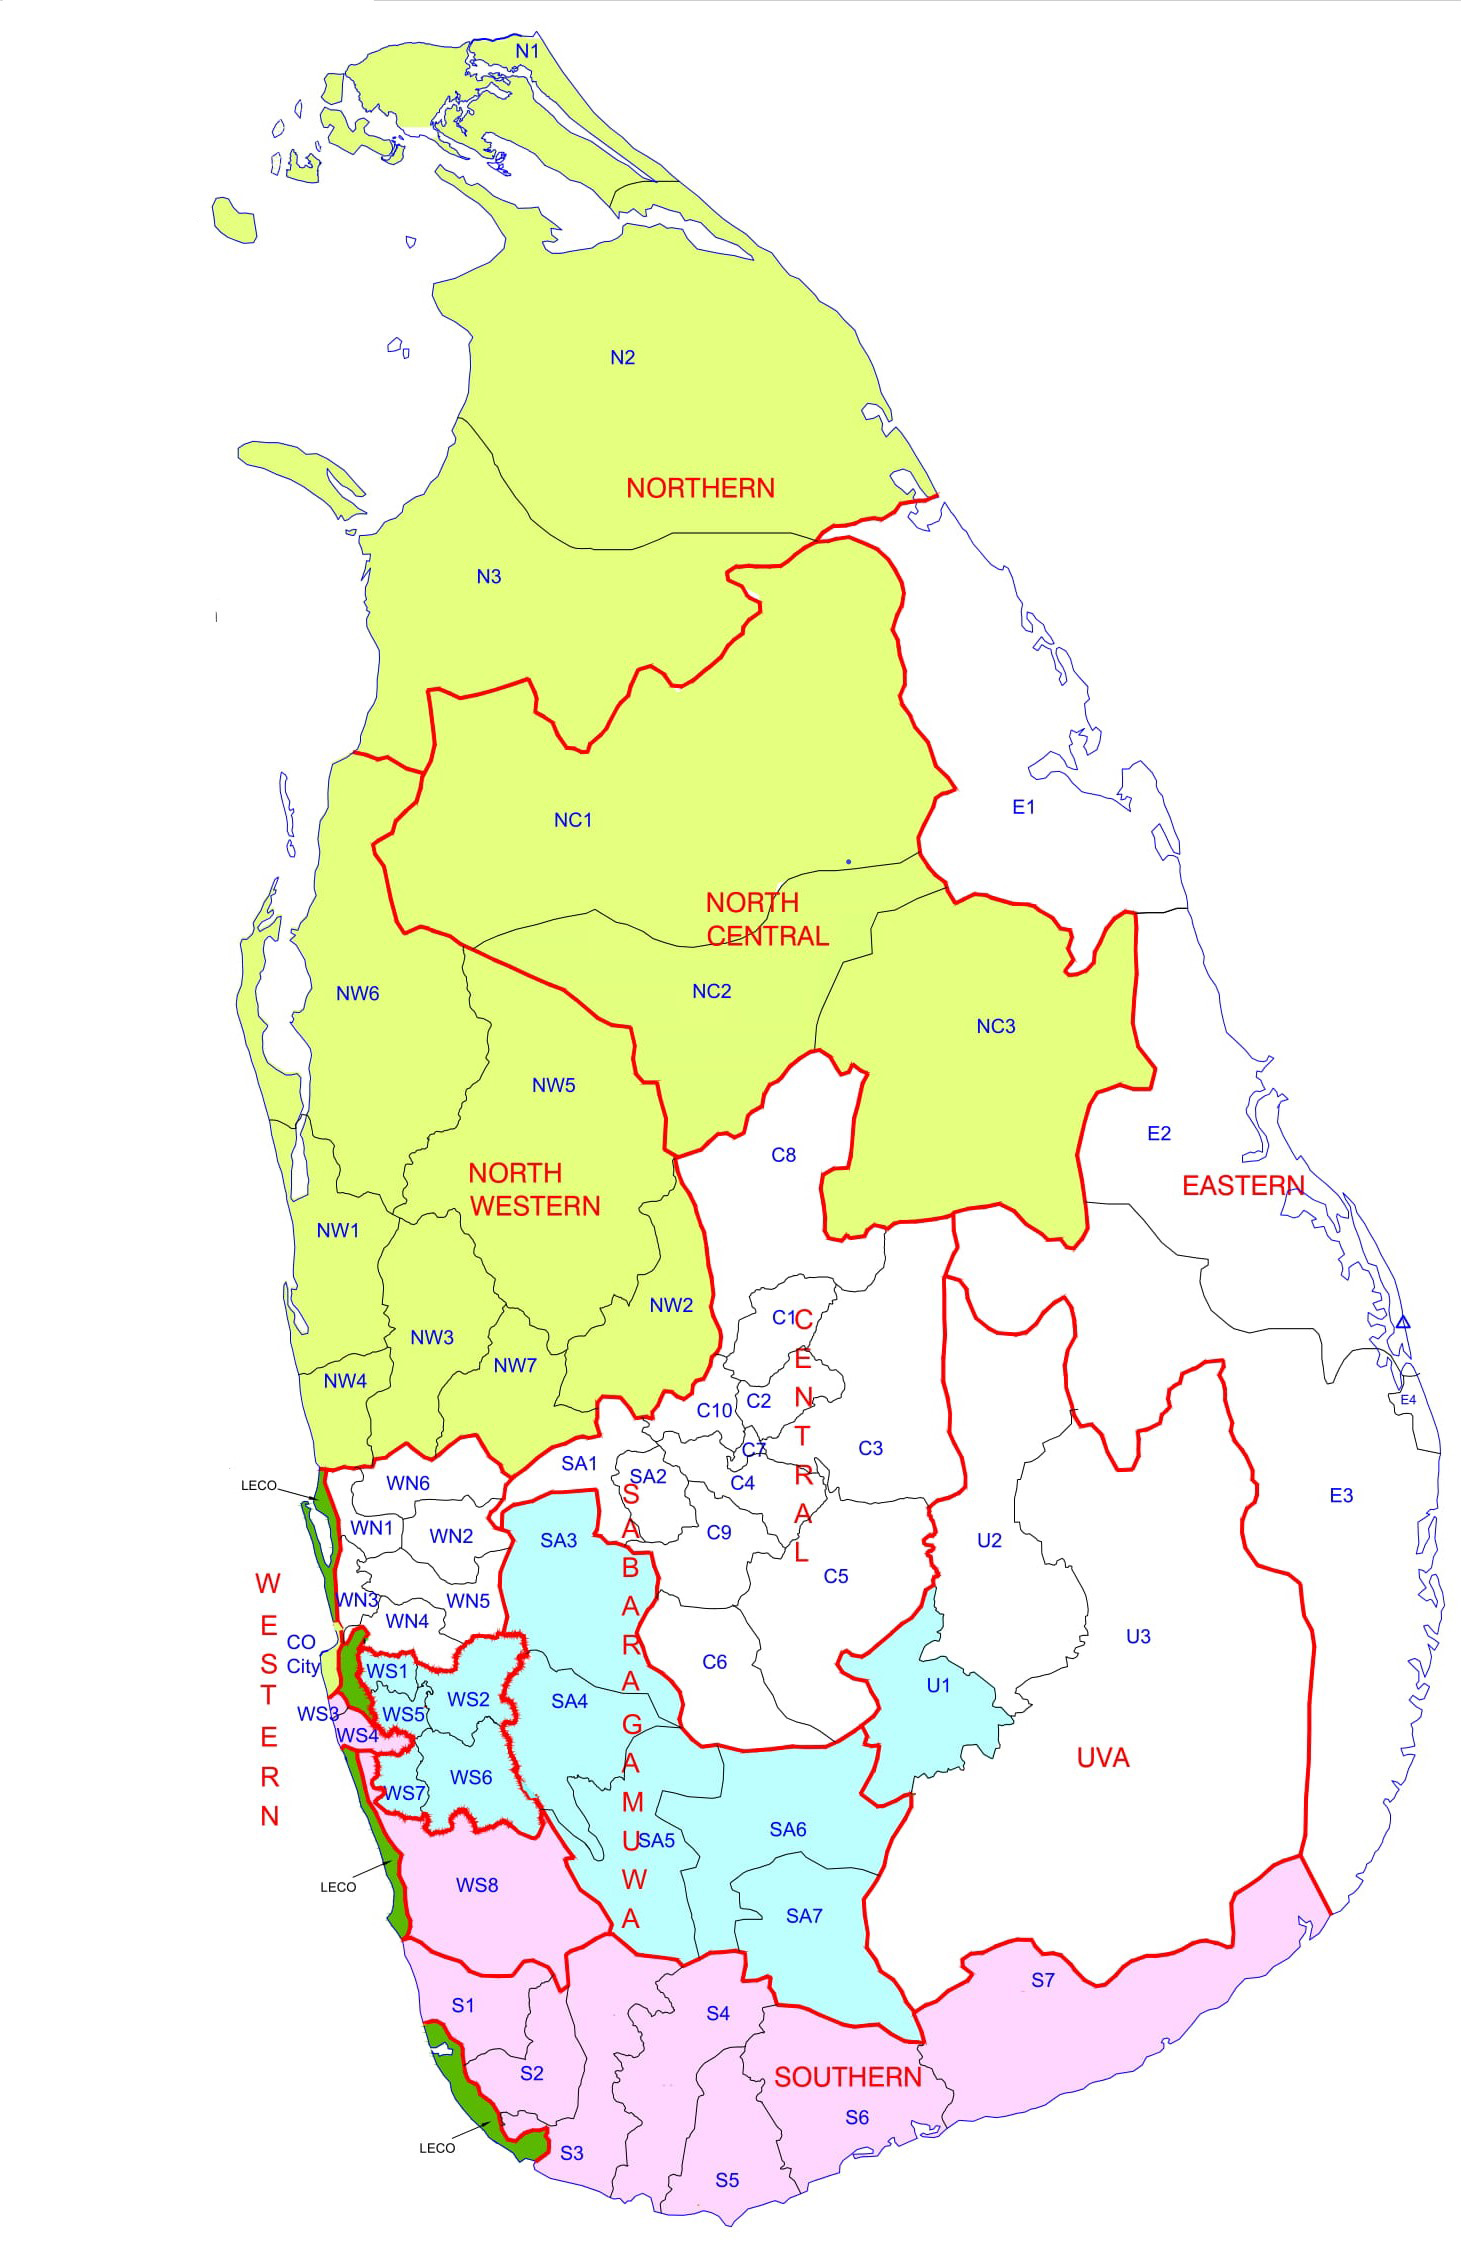 N1
N2
NORTHERN
N3
NC1
E1
NORTH
CENTRAL
NW6
NC2
NC3
NW5
E2
C8
NORTH
WESTERN
EASTERN
NW1
NW2
C1
NW3
NW7
NW4
C2
C10
E4
C7
C3
SA1
SA2
C4
WN6
LECO
E3
WN1
WN2
SA3
C9
U2
C5
CENTRAL
WN3
WN5
WN4
CO
City
WS1
C6
U3
U1
WS2
SA4
WS3
WS5
WS4
UVA
WS6
WS7
SA5
SA6
WESTERN
SABARAGAMUWA
LECO
WS8
SA7
S7
S1
S4
S2
SOUTHERN
S6
LECO
S3
S5